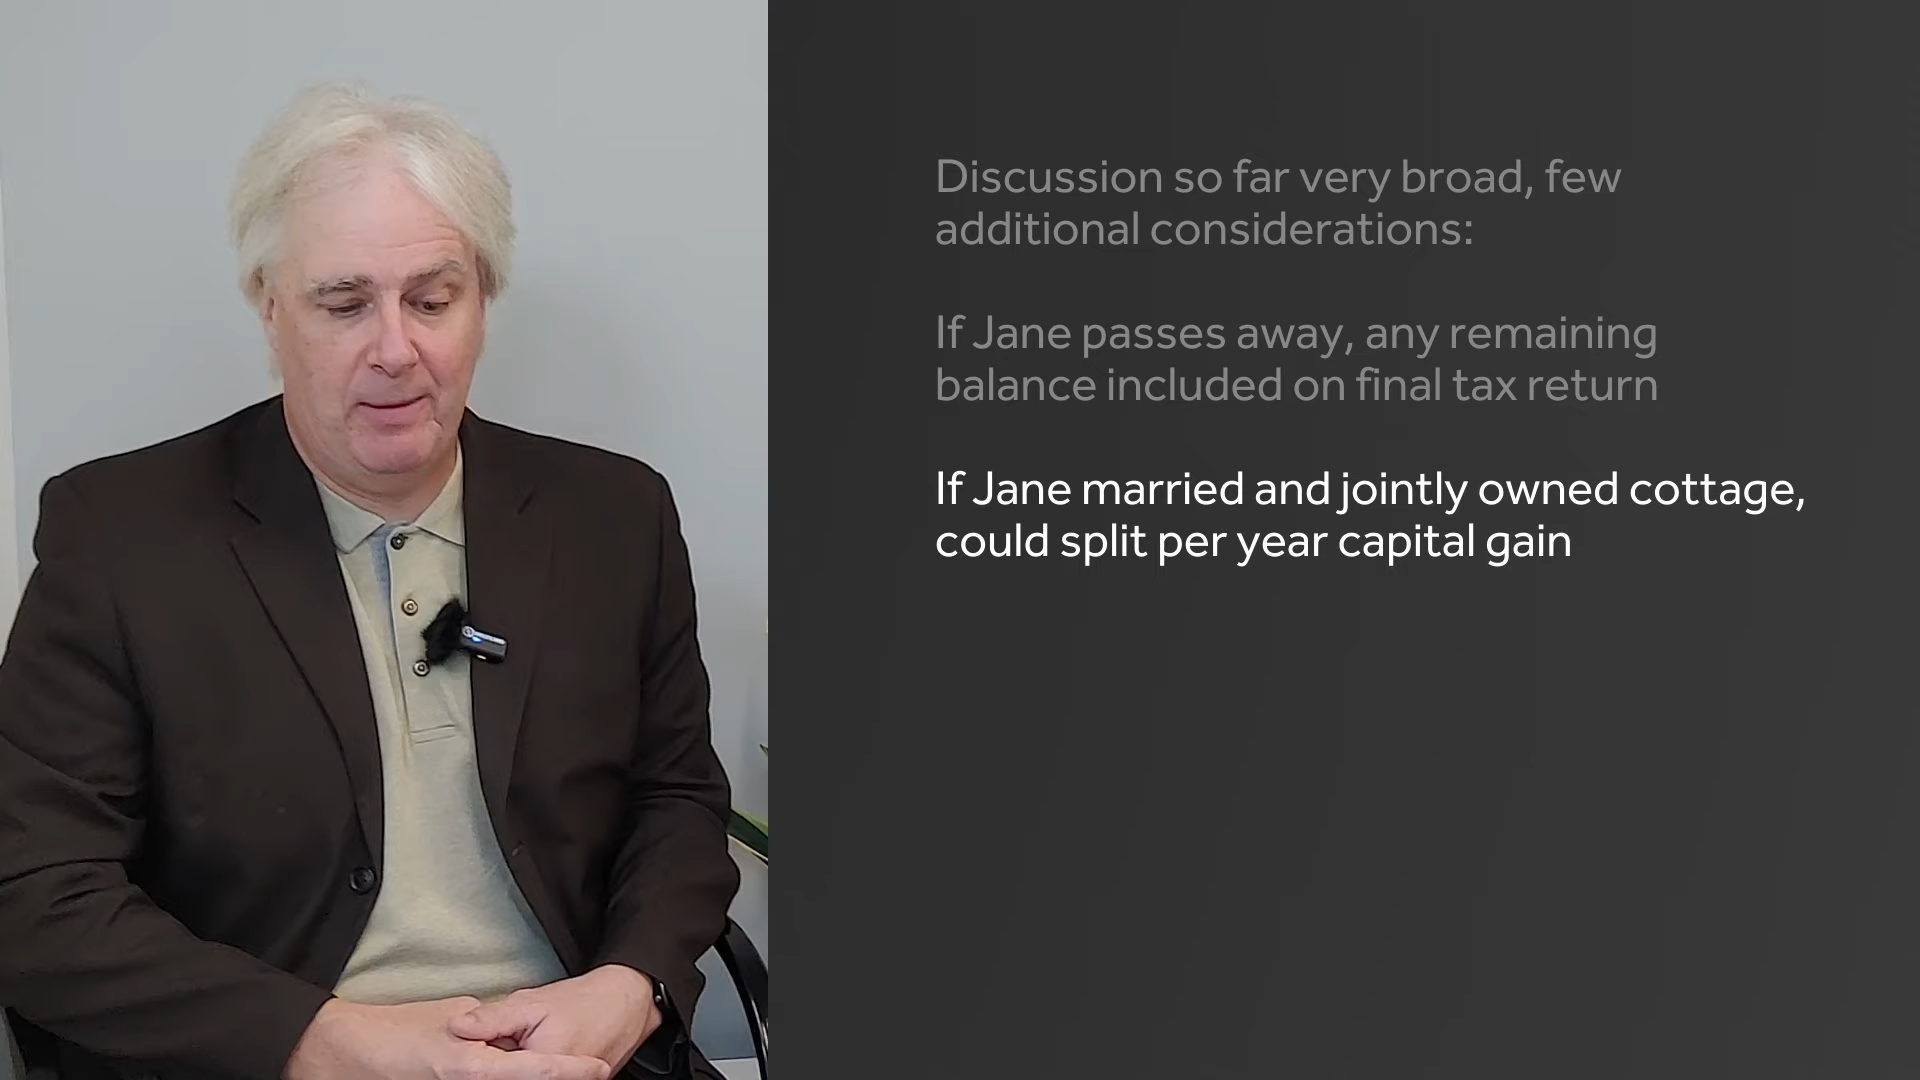 Discussion so far very broad, few
additional considerations:
If Jane passes away, any remaining
balance included on final tax return
If Jane married and jointly owned cottage,
could split per year capital gain